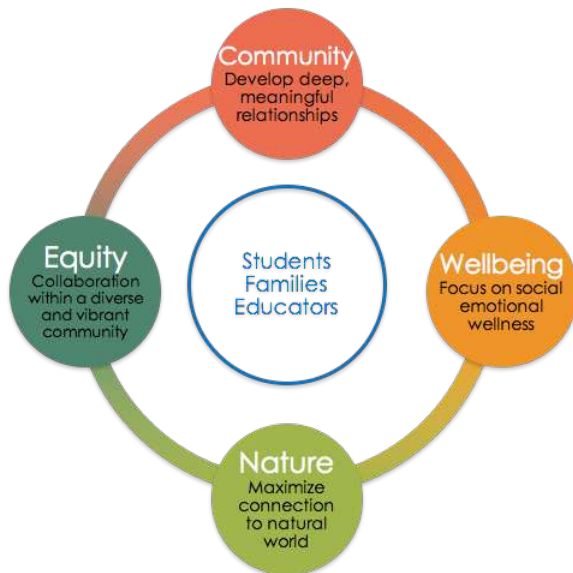 Community
Develop deep,
meaningful
relationships
Equity
Collaboration
within a diverse
and vibrant
community
Students
Families
Educators
Wellbeing
Focus on social
emotional
wellness
Nature
Maximize
connection
to natural
world